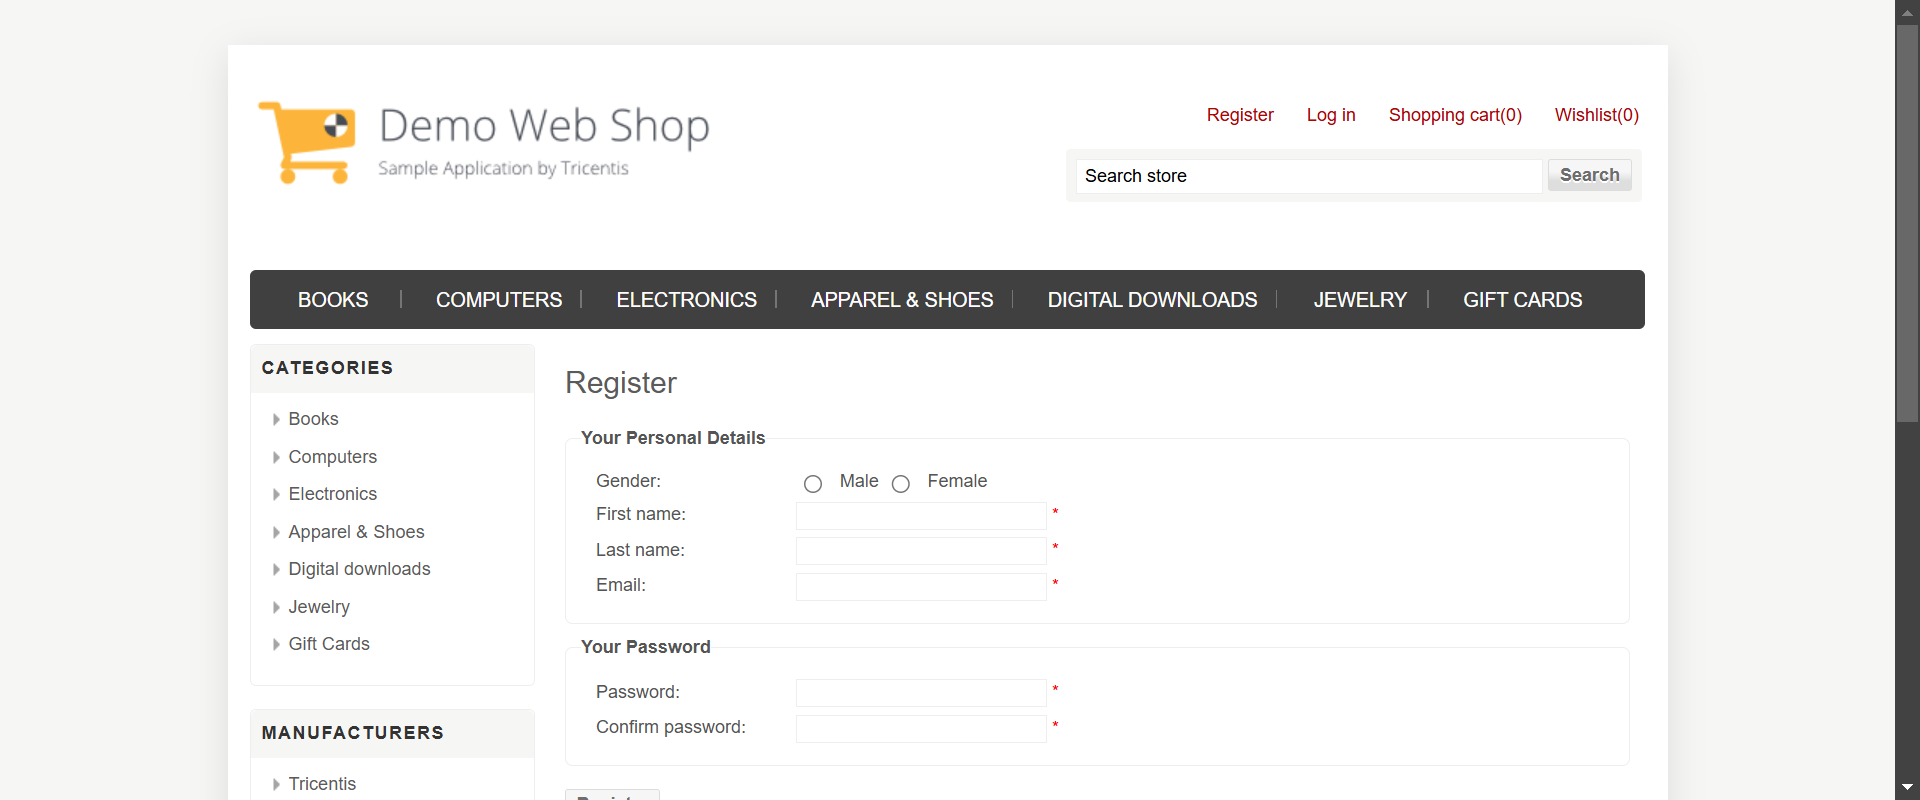 Demo Web Shop
Sample Application by Tricentis
Register Log in Shopping cart(0) Wishlist(0)
Search store Search
BOOKS COMPUTERS ELECTRONICS APPAREL & SHOES DIGITAL DOWNLOADS JEWELRY GIFT CARDS
CATEGORIES
Books
Computers
Electronics
Apparel & Shoes
Digital downloads
Jewelry
Gift Cards
MANUFACTURERS
Tricentis
Register
Your Personal Details
Gender: Male Female
First name: *
Last name: *
Email: *
Your Password
Password: *
Confirm password: *